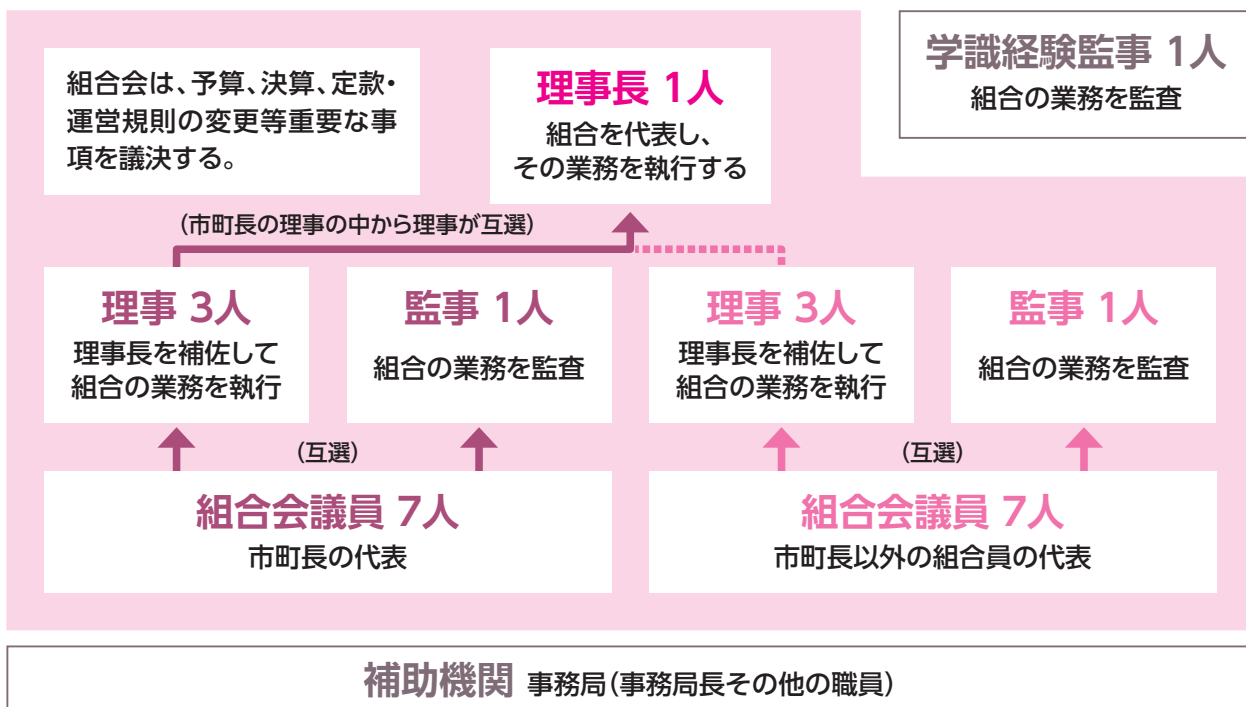 組合会は、予算、決算、定款・
運営規則の変更等重要な事
項を議決する。
理事長 1人
組合を代表し、
その業務を執行する
学識経験監事 1人
組合の業務を監査
(市町長の理事の中から理事が互選)
理事 3人
理事長を補佐して
組合の業務を執行
監事 1人
組合の業務を監査
理事 3人
理事長を補佐して
組合の業務を執行
監事 1人
組合の業務を監査
(互選)
(互選)
組合会議員 7人
市町長の代表
組合会議員 7人
市町長以外の組合員の代表
補助機関 事務局(事務局長その他の職員)